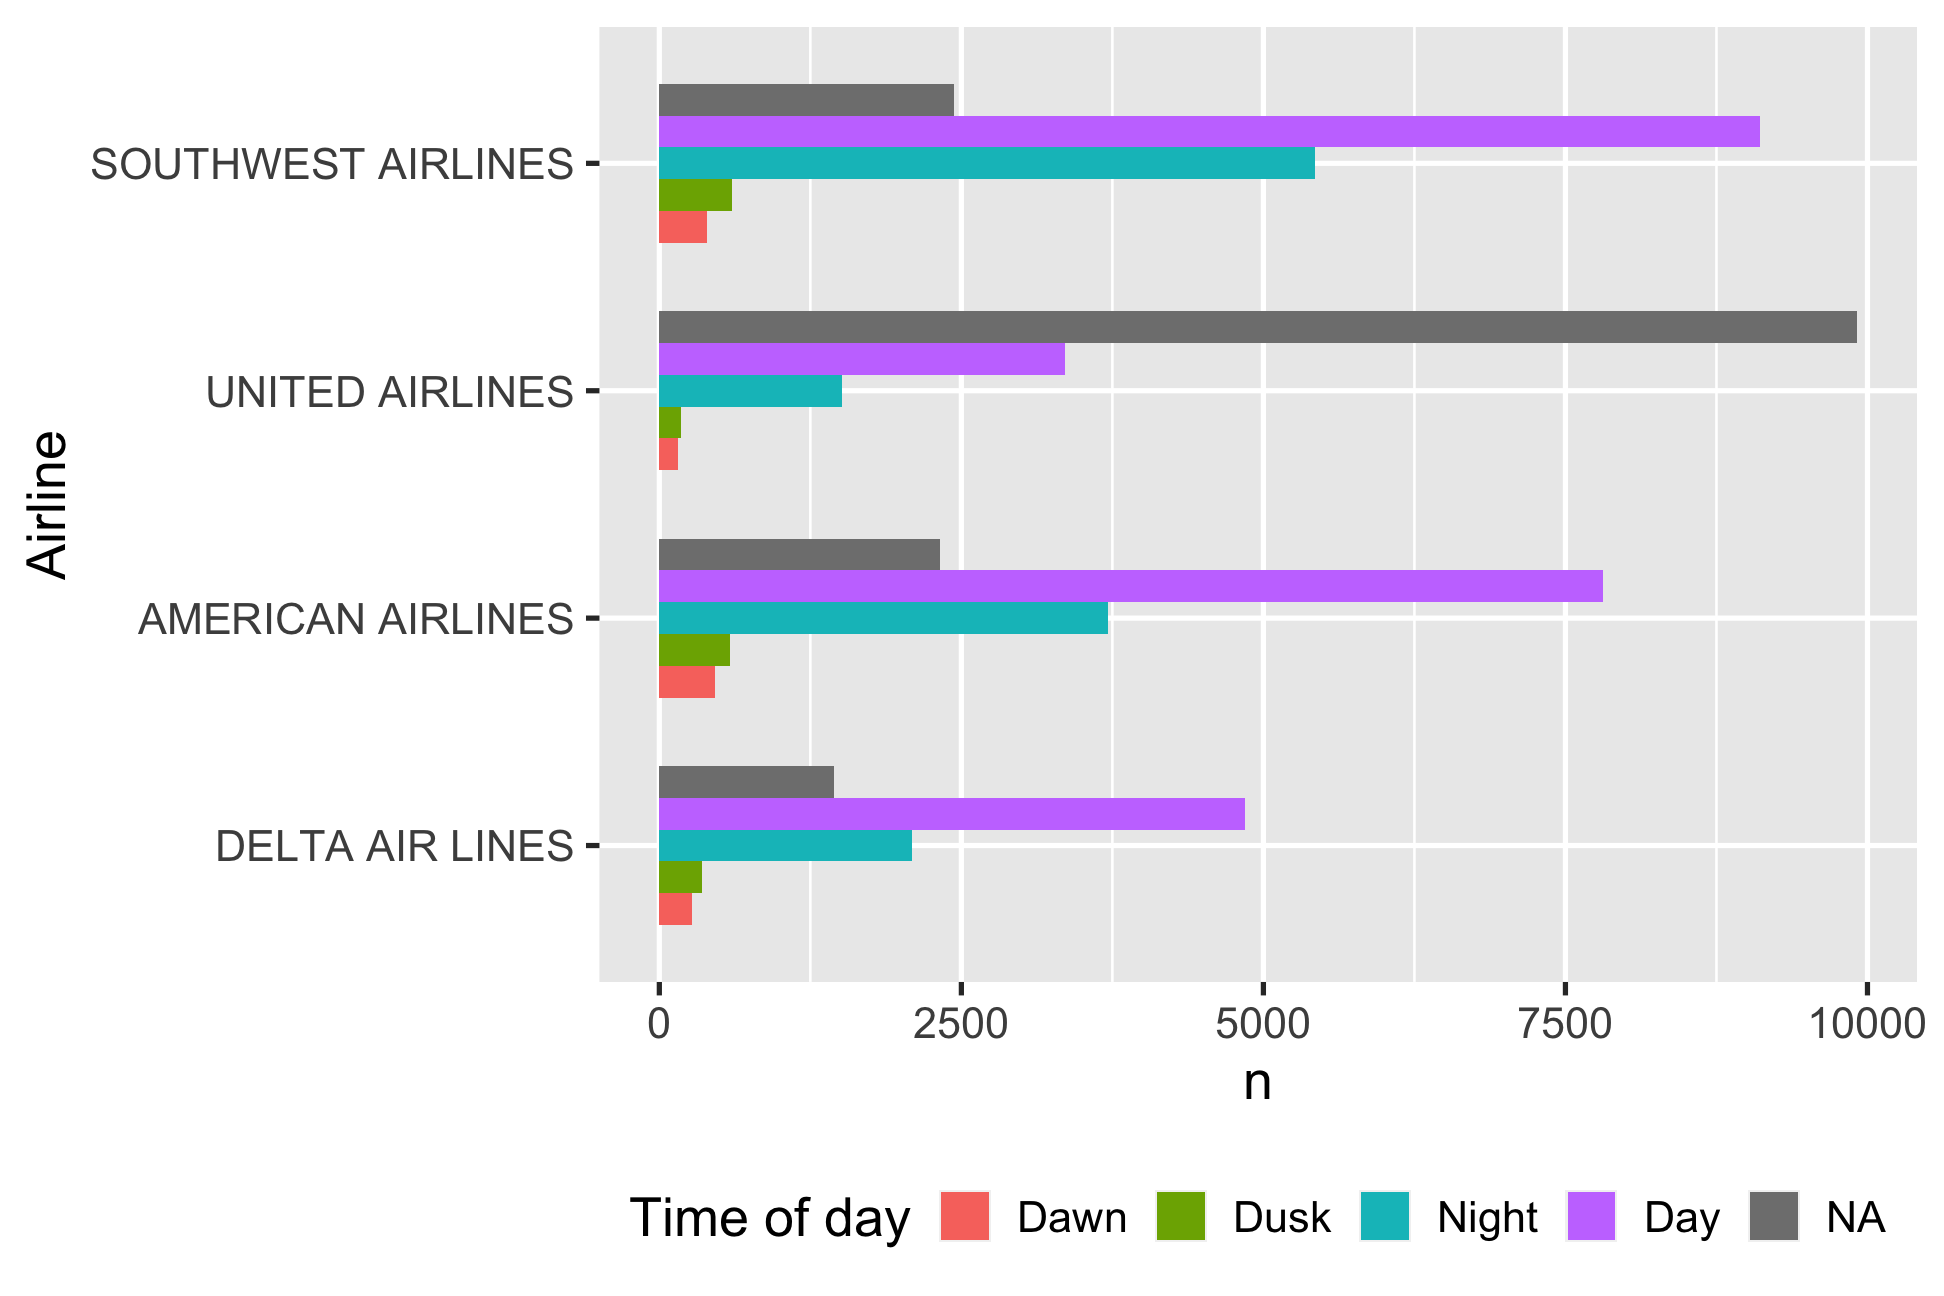 SOUTHWEST AIRLINES
UNITED AIRLINES
AMERICAN AIRLINES
DELTA AIR LINES
Airline
0 2500 5000 7500 10000
n
Time of day Dawn Dusk Night Day NA